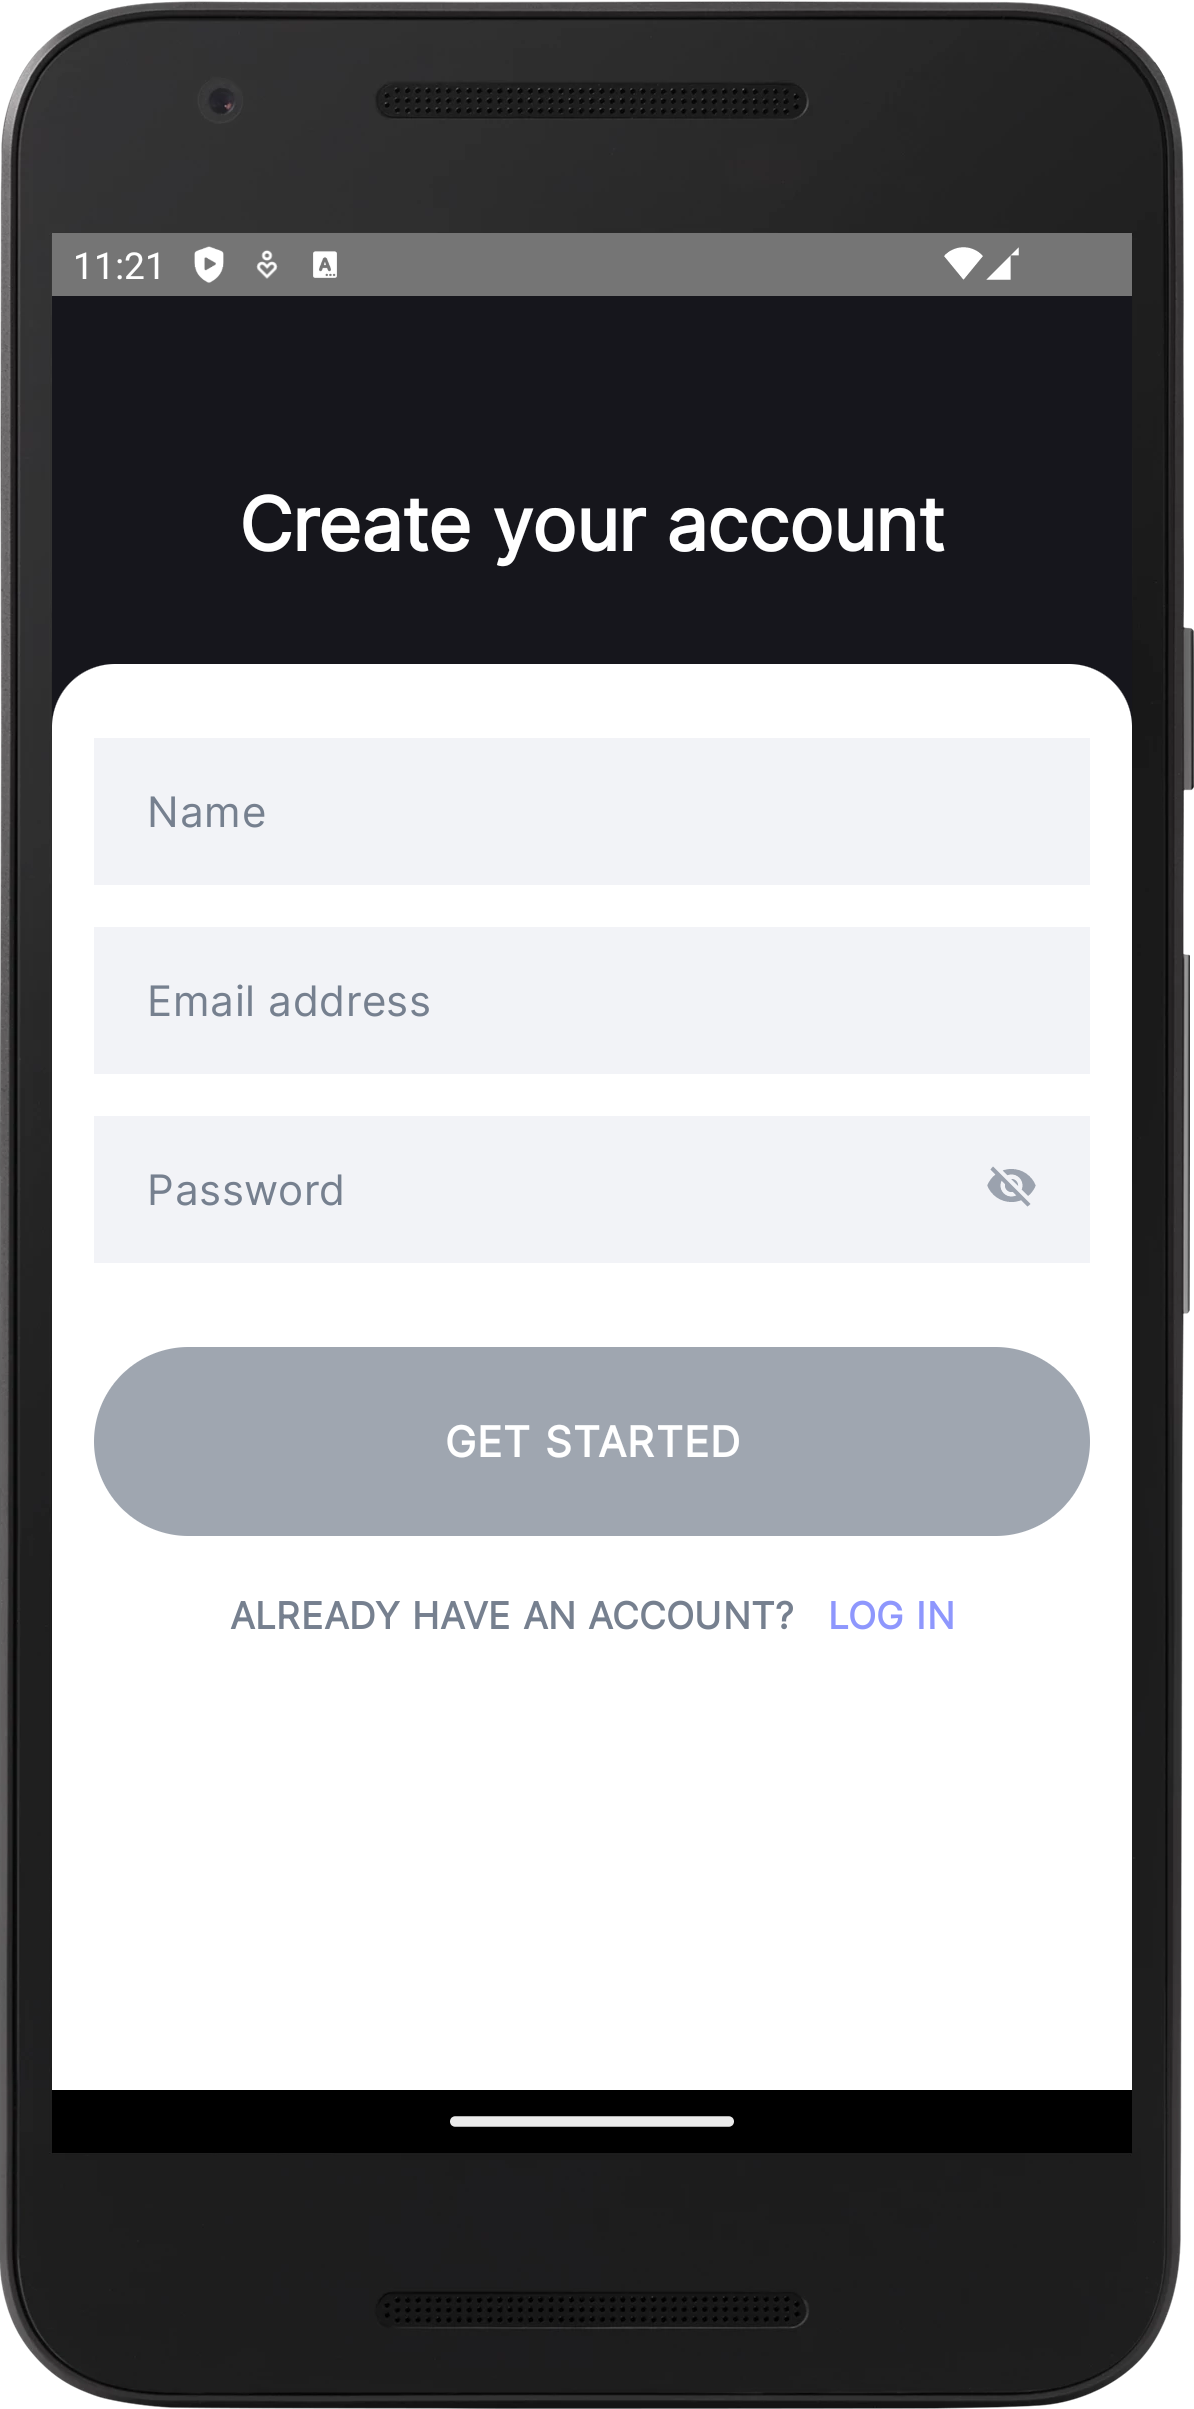 11:21
Create your account
Name
Email address
Password
GET STARTED
ALREADY HAVE AN ACCOUNT? LOG IN